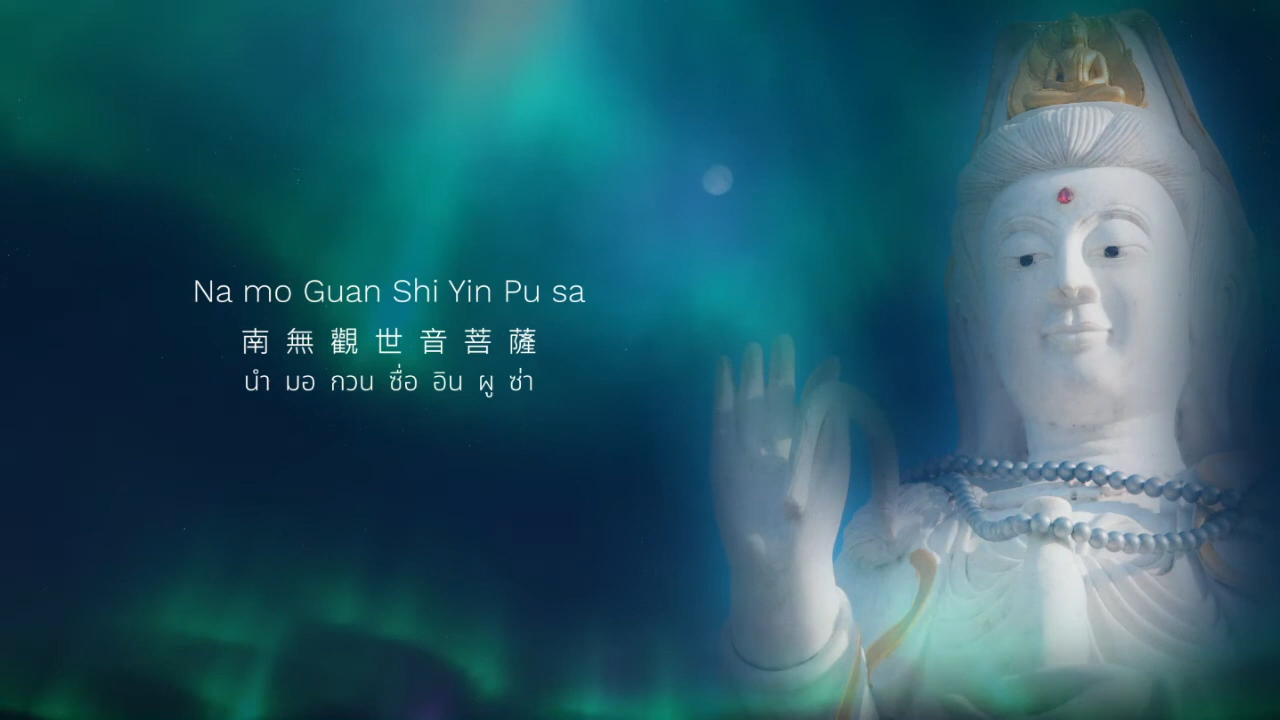 Na mo Guan Shi Yin Pu sa
南 無 觀 世 音 菩 薩
นำ มอ กวน ซื่อ อิน ผู ซ่า